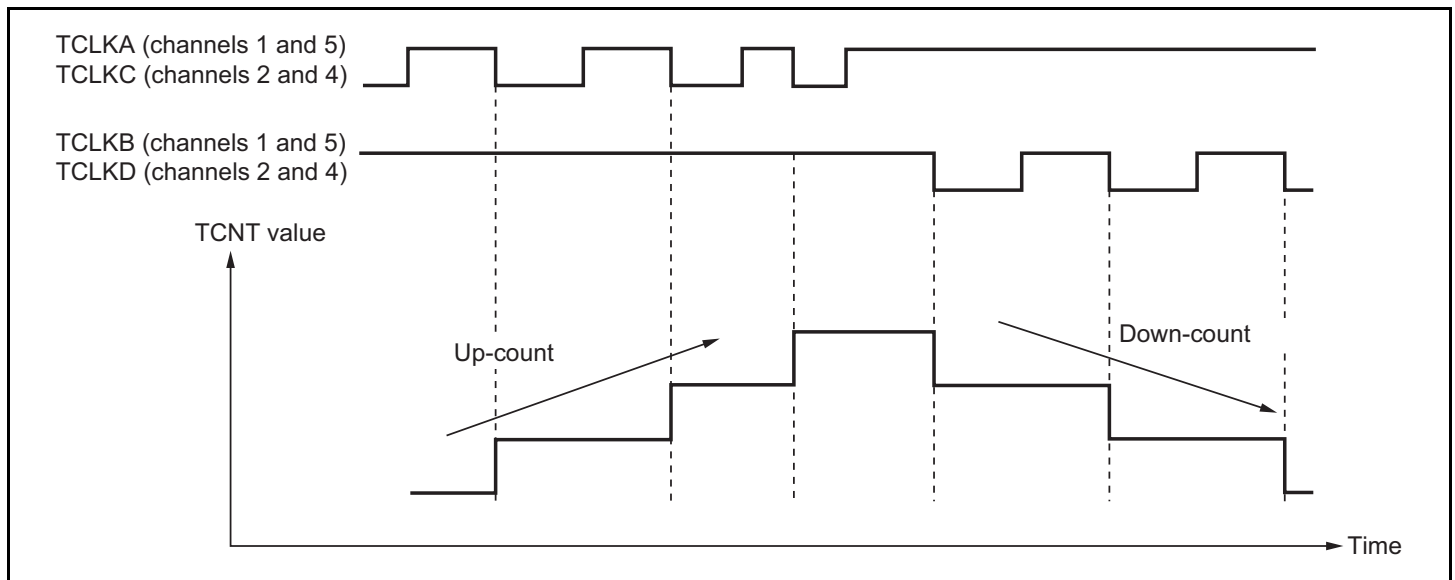 TCLKA (channels 1 and 5)
TCLKC (channels 2 and 4)
TCLKB (channels 1 and 5)
TCLKD (channels 2 and 4)
TCNT value
Up-count
Down-count
Time